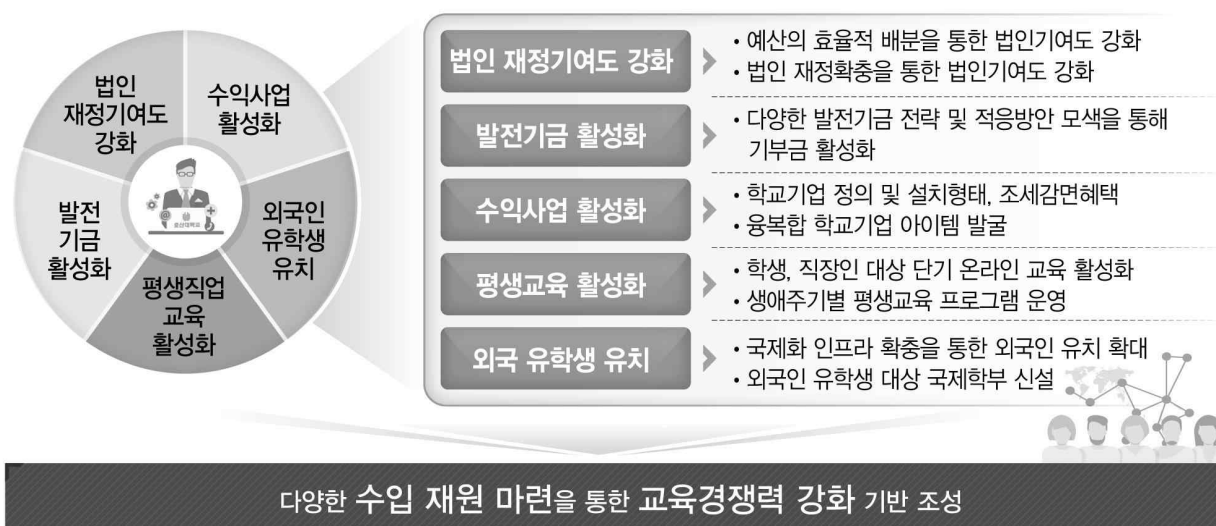 법인
재정기여도
강화
수익사업
활성화
발전
기금
활성화
외국인
유학생
유치
평생직업
교육
활성화
법인 재정기여도 강화
• 예산의 효율적 배분을 통한 법인기여도 강화
• 법인 재정확충을 통한 법인기여도 강화
발전기금 활성화
• 다양한 발전기금 전략 및 적응방안 모색을 통해
기부금 활성화
수익사업 활성화
• 학교기업 정의 및 설치형태, 조세감면혜택
• 융복합 학교기업 아이템 발굴
평생교육 활성화
• 학생, 직장인 대상 단기 온라인 교육 활성화
• 생애주기별 평생교육 프로그램 운영
외국 유학생 유치
• 국제화 인프라 확충을 통한 외국인 유치 확대
• 외국인 유학생 대상 국제학부 신설
다양한 수입 재원 마련을 통한 교육경쟁력 강화 기반 조성